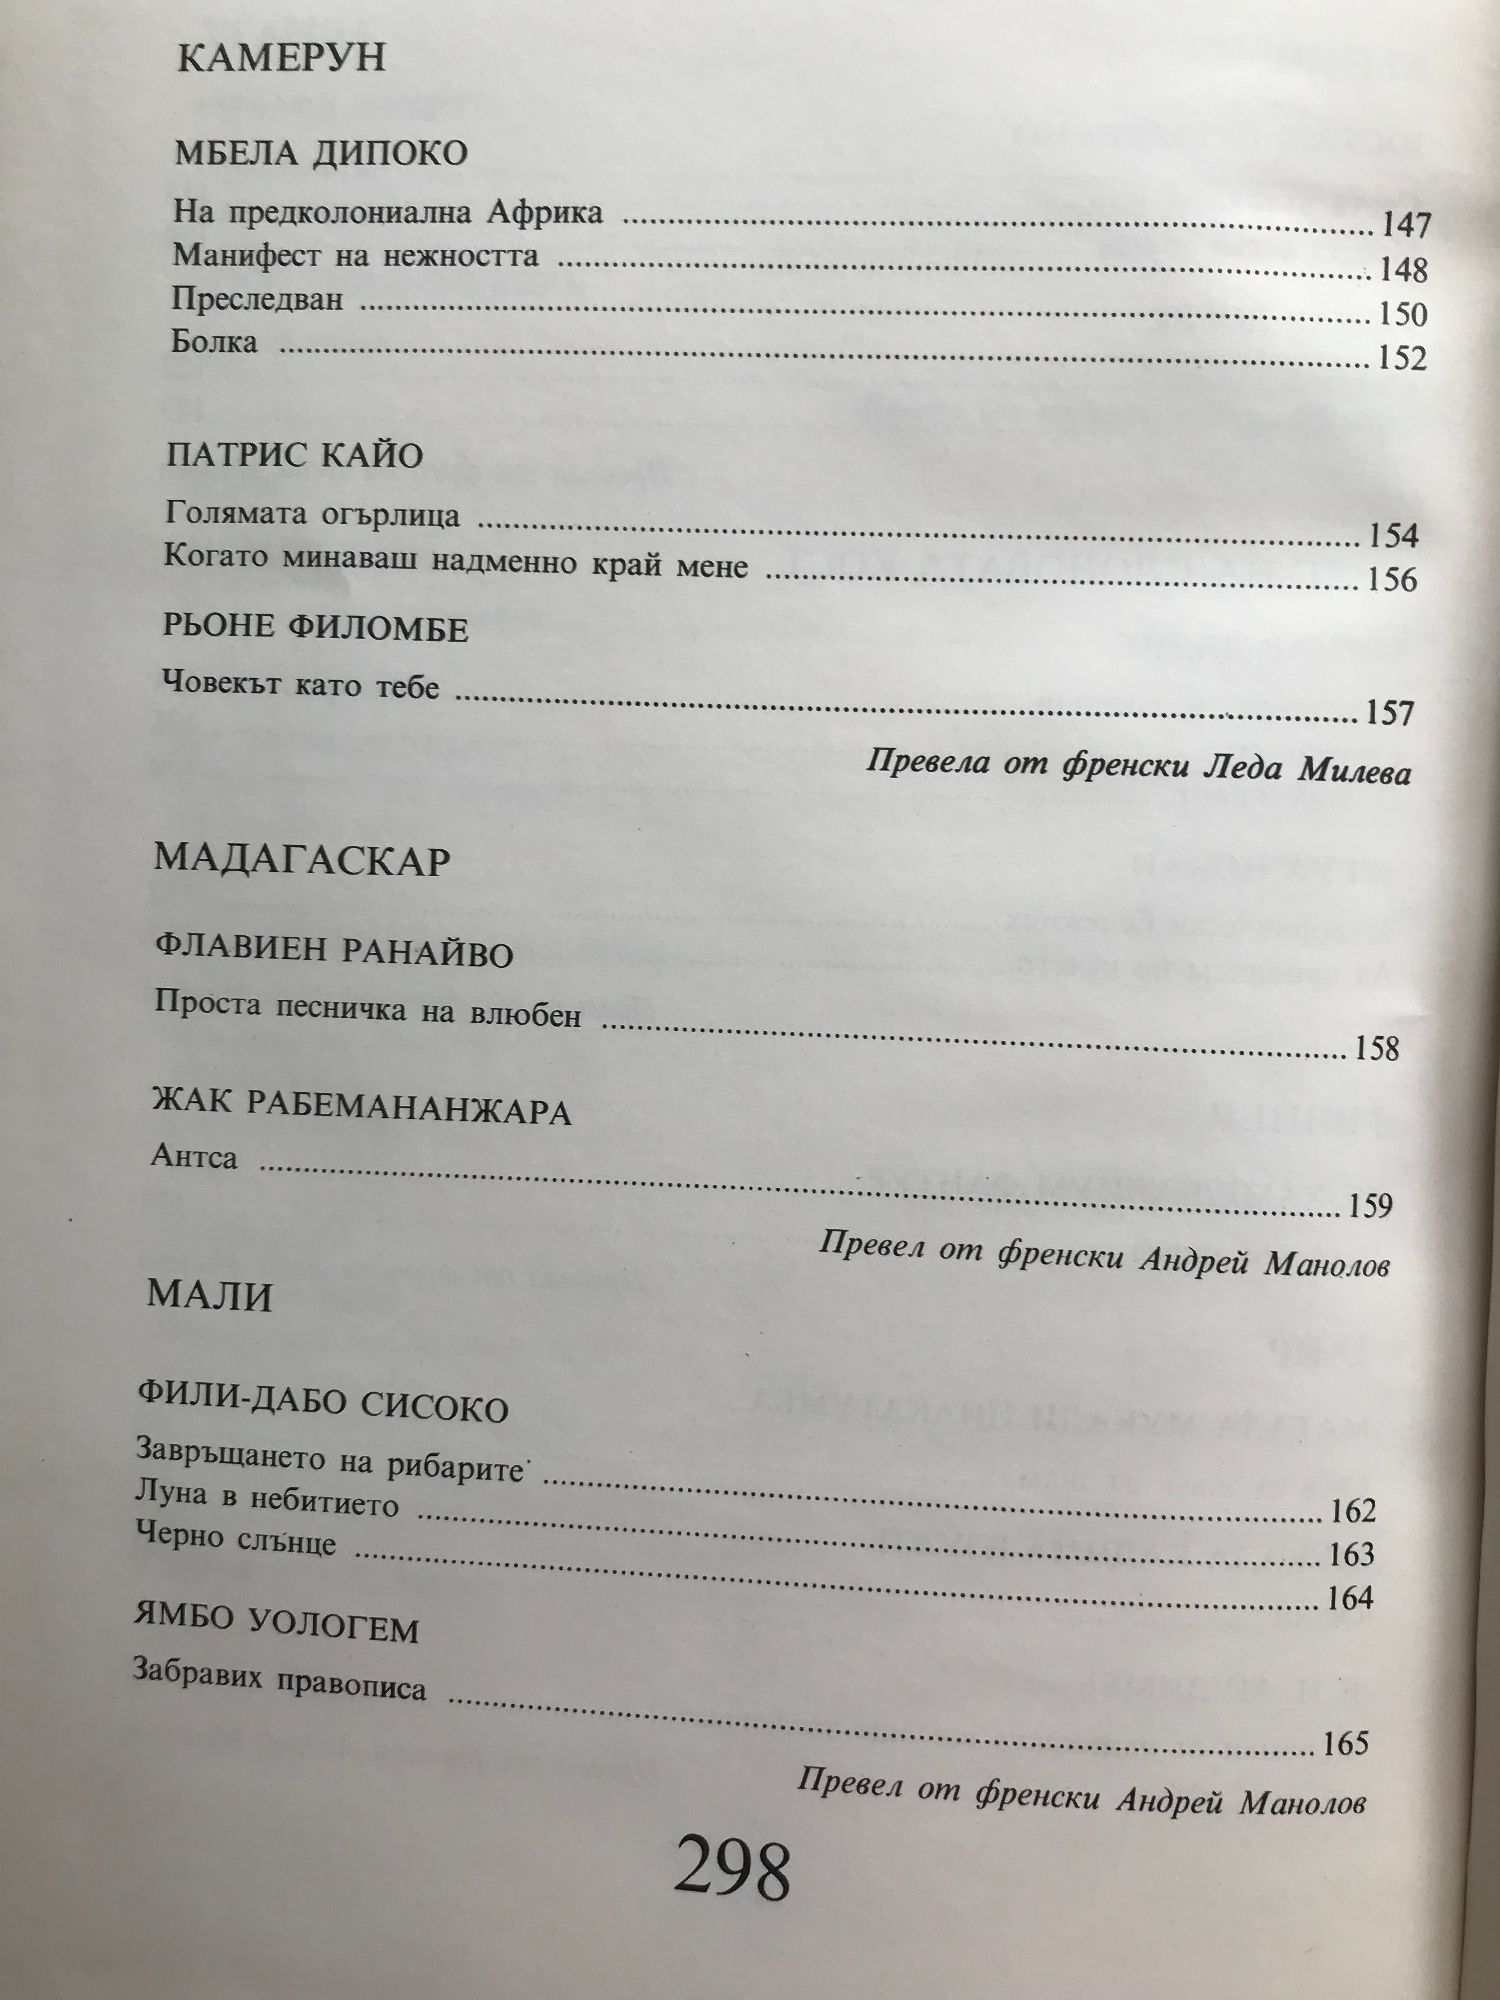 КАМЕРУН
МБЕЛА ДИПОКО
На предколониална Африка ........ 147
Манифест на нежността ........ 148
Преследван ........ 150
Болка ........ 152
ПАТРИС КАЙО
Голямата огърлица ........ 154
Когато минаваш надменно край мене ........ 156
РЬОНЕ ФИЛОМБЕ
Човекът като тебе ........ 157
Превела от френски Леда Милева
МАДАГАСКАР
ФЛАВИЕН РАНАЙВО
Проста песничка на влюбен ........ 158
ЖАК РАБЕМАНАНЖАРА
Антса ........ 159
Превел от френски Андрей Манолов
МАЛИ
ФИЛИ-ДАБО СИСОКО
Завръщането на рибарите ........ 162
Луна в небитието ........ 163
Черно слънце ........ 164
ЯМБО УОЛОГЕМ
Забравих правописа ........ 165
Превел от френски Андрей Манолов
298